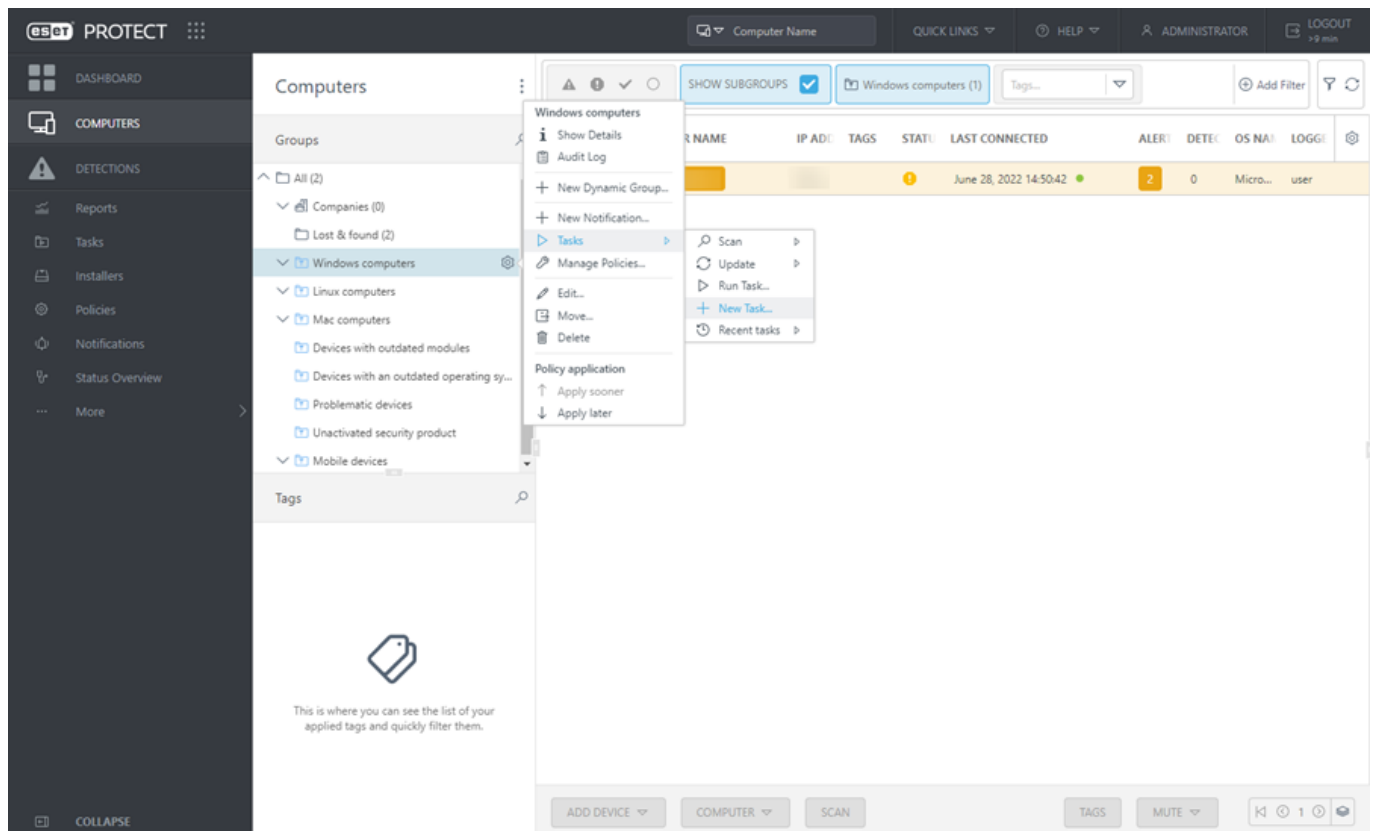 eset PROTECT
Computer Name
QUICK LINKS
HELP
ADMINISTRATOR
LOGOUT
>9 min
DASHBOARD
COMPUTERS
DETECTIONS
Reports
Tasks
Installers
Policies
Notifications
Status Overview
More
COLLAPSE
Computers
Groups
All (2)
Companies (0)
Lost & found (2)
Windows computers
Linux computers
Mac computers
Devices with outdated modules
Devices with an outdated operating sy...
Problematic devices
Unactivated security product
Mobile devices
Tags
This is where you can see the list of your
applied tags and quickly filter them.
Windows computers
Show Details
Audit Log
New Dynamic Group...
New Notification...
Tasks
Manage Policies...
Edit...
Move...
Delete
Policy application
Apply sooner
Apply later
Scan
Update
Run Task...
New Task...
Recent tasks
SHOW SUBGROUPS
Windows computers (1)
Tags...
Add Filter
R NAME IP ADD TAGS STATU LAST CONNECTED ALERT DETEC OS NA LOGGE
June 28, 2022 14:50:42 2 0 Micro... user
ADD DEVICE
COMPUTER
SCAN
TAGS
MUTE
1